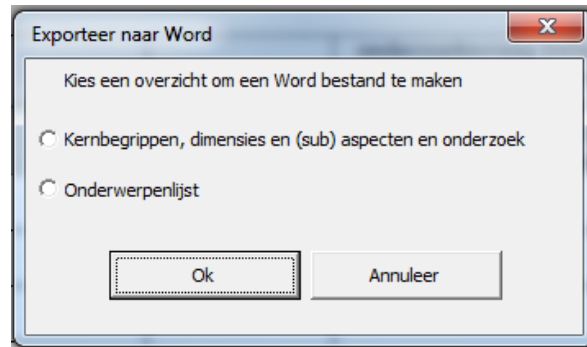 Exporteer naar Word
Kies een overzicht om een Word bestand te maken
Kernbegrippen, dimensies en (sub) aspecten en onderzoek
Onderwerpenlijst
Ok
Annuleer